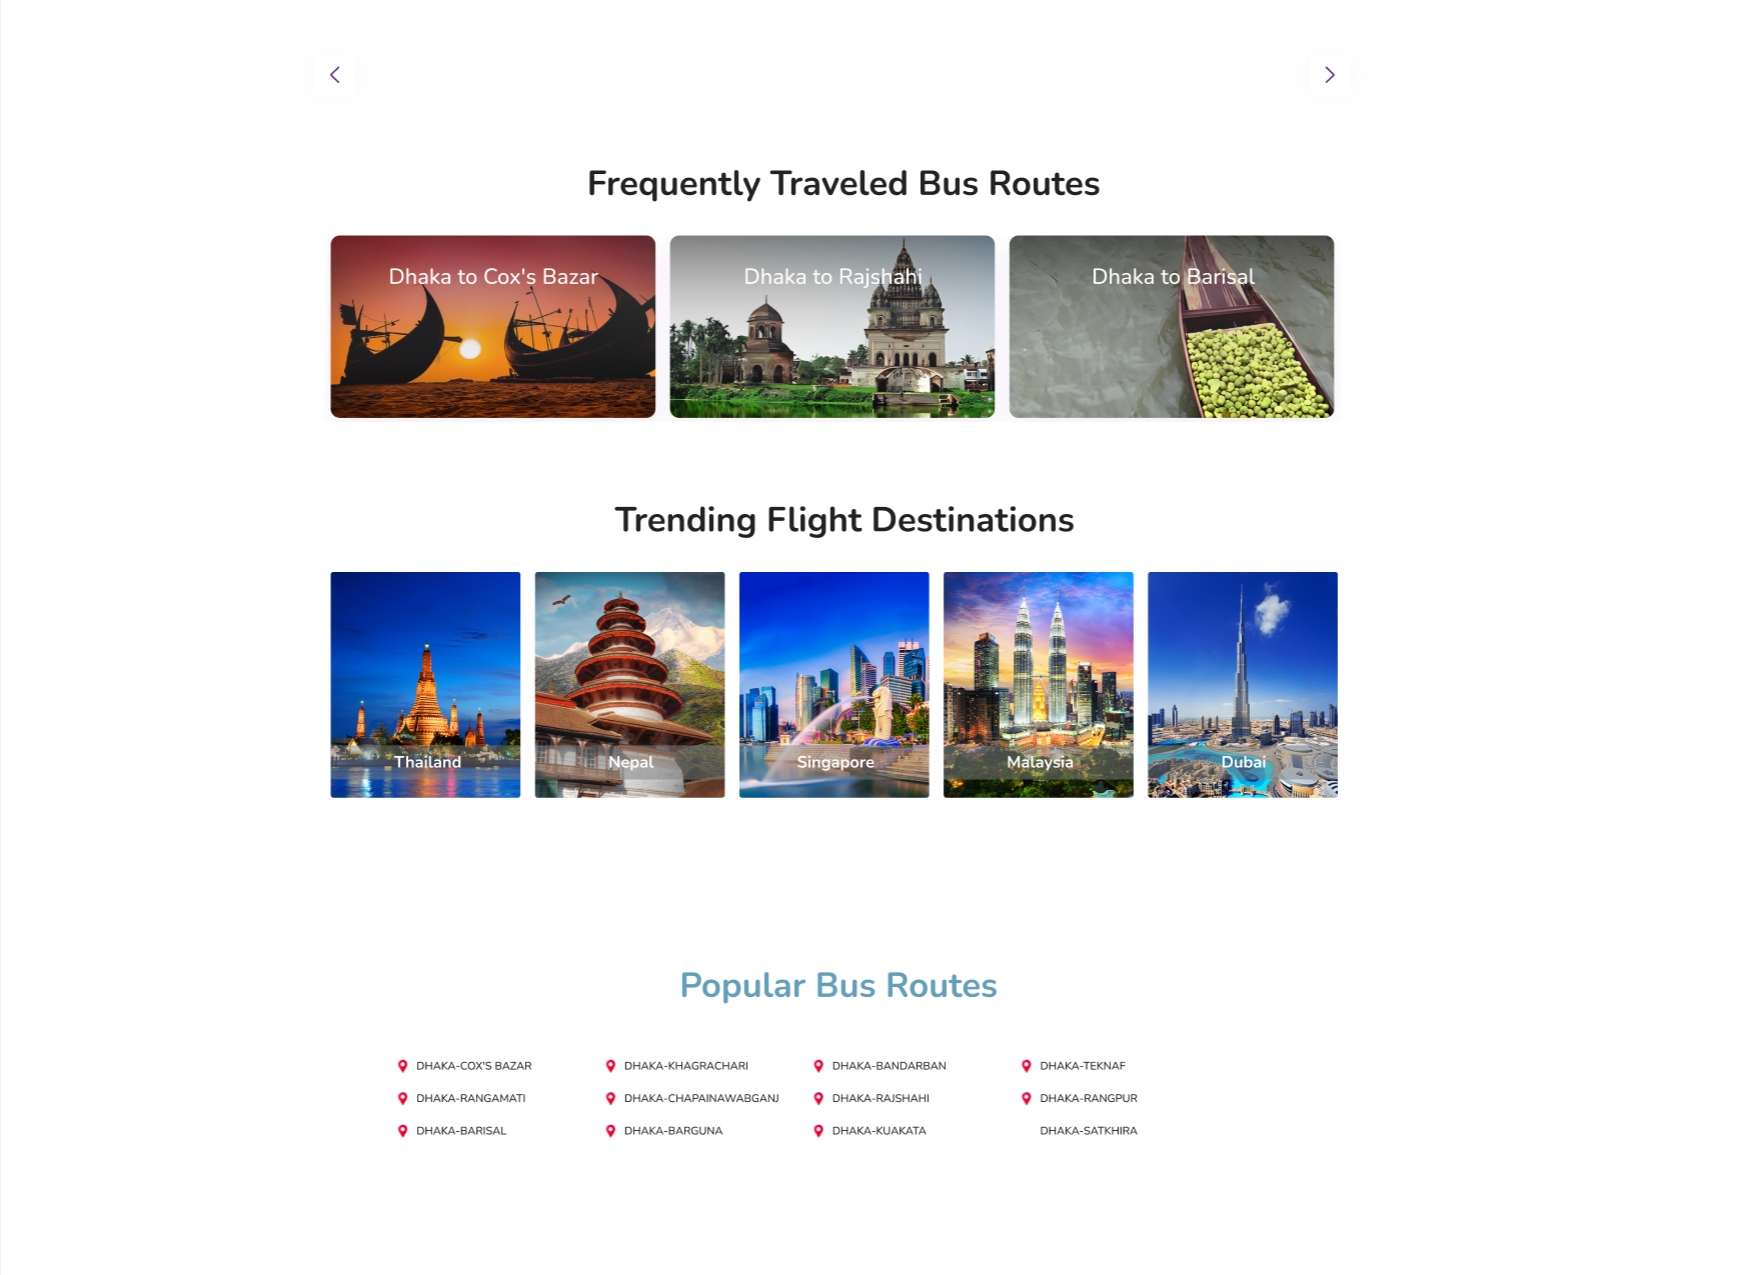 Frequently Traveled Bus Routes
Dhaka to Cox's Bazar
Dhaka to Rajshahi
Dhaka to Barisal
Trending Flight Destinations
Thailand
Nepal
Singapore
Malaysia
Dubai
Popular Bus Routes
DHAKA-COX'S BAZAR
DHAKA-KHAGRACHARI
DHAKA-BANDARBAN
DHAKA-TEKNAF
DHAKA-RANGAMATI
DHAKA-CHAPAINAWABGANJ
DHAKA-RAJSHAHI
DHAKA-RANGPUR
DHAKA-BARISAL
DHAKA-BARGUNA
DHAKA-KUAKATA
DHAKA-SATKHIRA